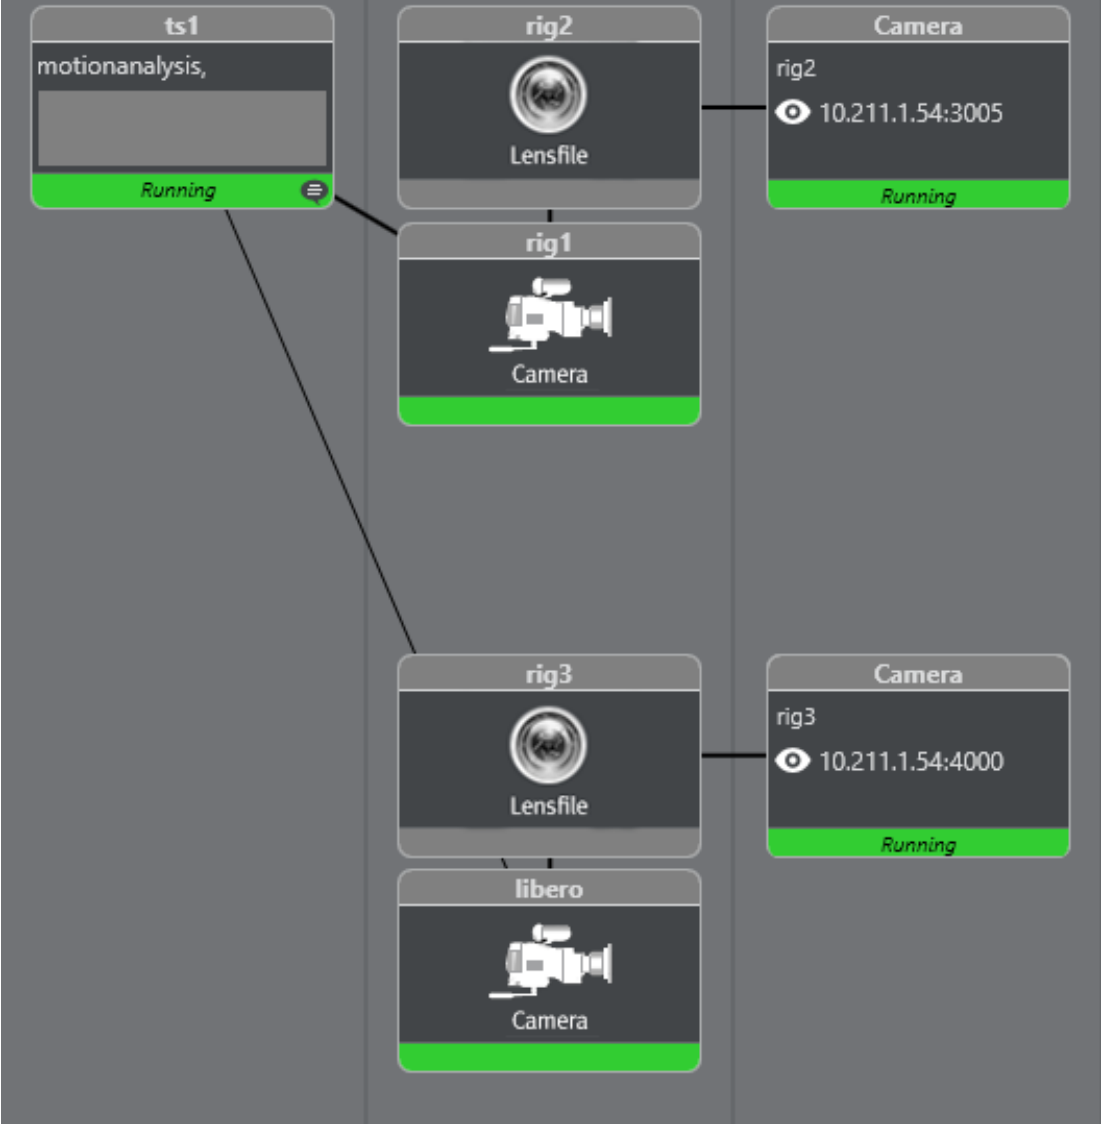 ts1
motionanalysis,
Running
rig2
Lensfile
Camera
rig2
10.211.1.54:3005
Running
rig1
Camera
rig3
Lensfile
Camera
rig3
10.211.1.54:4000
Running
libero
Camera